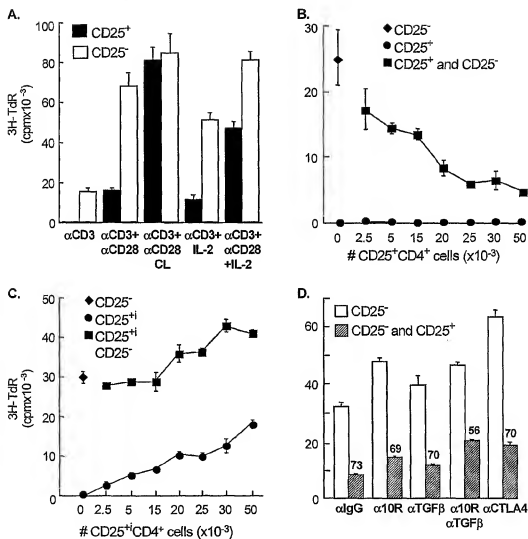 A.
CD25+
CD25-
3H-TdR
(cpmx10-3)
100
80
60
40
20
0
αCD3 αCD3+ αCD3+ αCD3+ αCD3+
αCD28 αCD28 IL-2 αCD28
CL +IL-2
B.
CD25-
CD25+
CD25+ and CD25-
30
20
10
0
0 2.5 5 15 20 25 30 50
# CD25+CD4+ cells (x10-3)
C.
CD25-
CD25+i
CD25+i
CD25-
3H-TdR
(cpmx10-3)
60
50
40
30
20
10
0
0 2.5 5 15 20 25 30 50
# CD25+iCD4+ cells (x10-3)
D.
CD25-
CD25- and CD25+
60
40
20
0
73
69
70
56
70
αIgG α10R αTGFβ α10R αCTLA4
αTGFβ